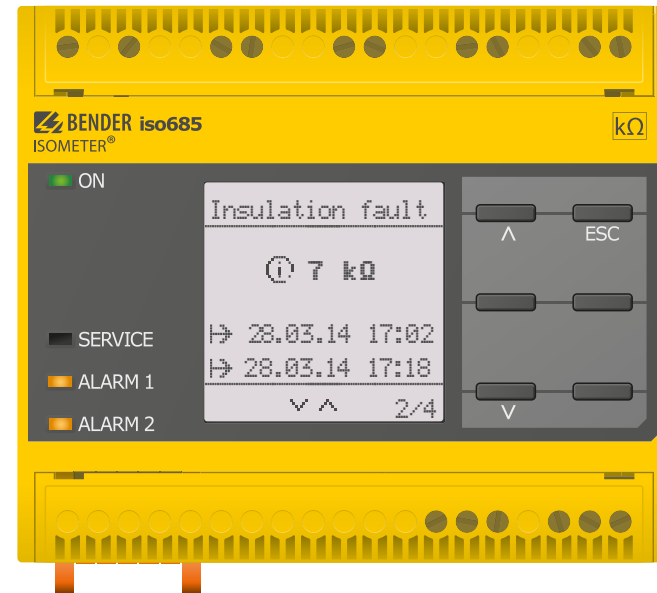 BENDER iso685
ISOMETER®
kΩ
ON
Insulation fault
7 kΩ
28.03.14 17:02
28.03.14 17:18
2/4
SERVICE
ALARM 1
ALARM 2
ESC